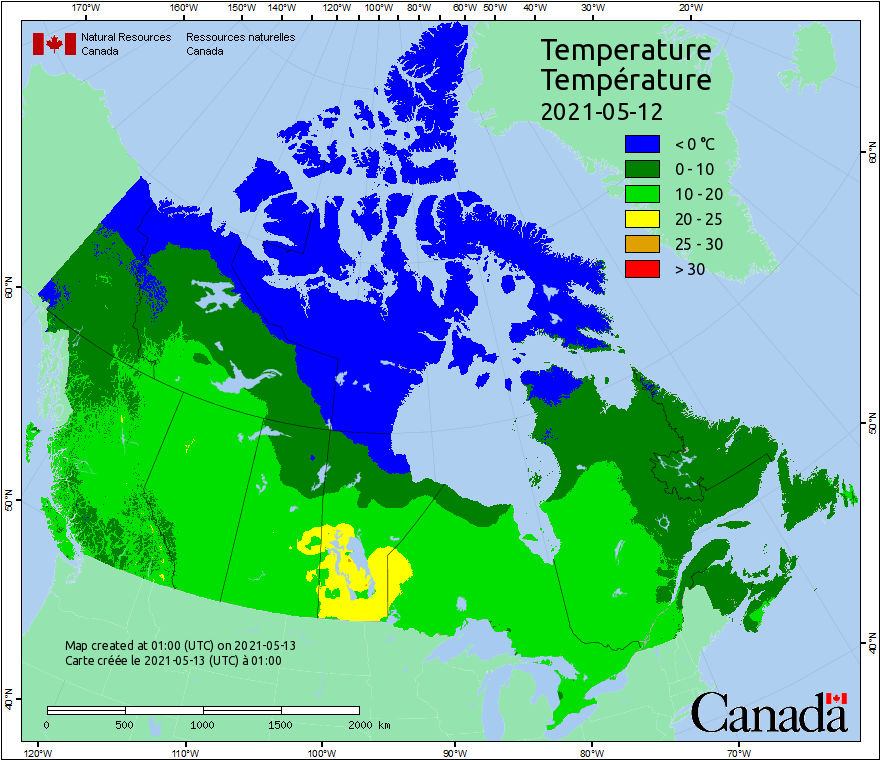 170°W 160°W 150°W 140°W 120°W 100°W 80°W 60°W 50°W 40°W 30°W 20°W
Natural Resources Ressources naturelles
Canada Canada
Temperature
Température
2021-05-12
< 0 °C
0 - 10
10 - 20
20 - 25
25 - 30
> 30
60°N
60°N
50°N
50°N
40°N
40°N
Map created at 01:00 (UTC) on 2021-05-13
Carte créée le 2021-05-13 (UTC) à 01:00
0 500 1000 1500 2000 km
Canada
120°W 110°W 100°W 90°W 80°W 70°W